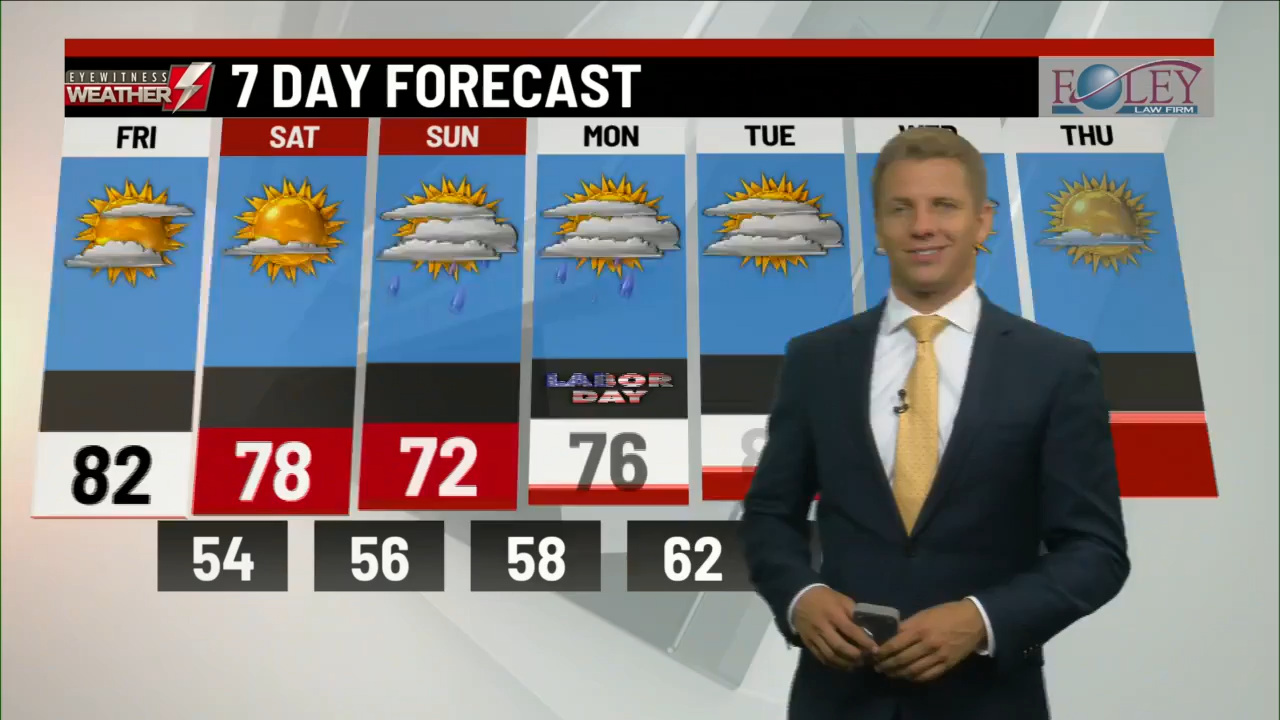 EYEWITNESS
WEATHER
7 DAY FORECAST
FOLEY
LAW FIRM
FRI
SAT
SUN
MON
TUE
WED
THU
LABOR
DAY
82
78
72
76
54
56
58
62